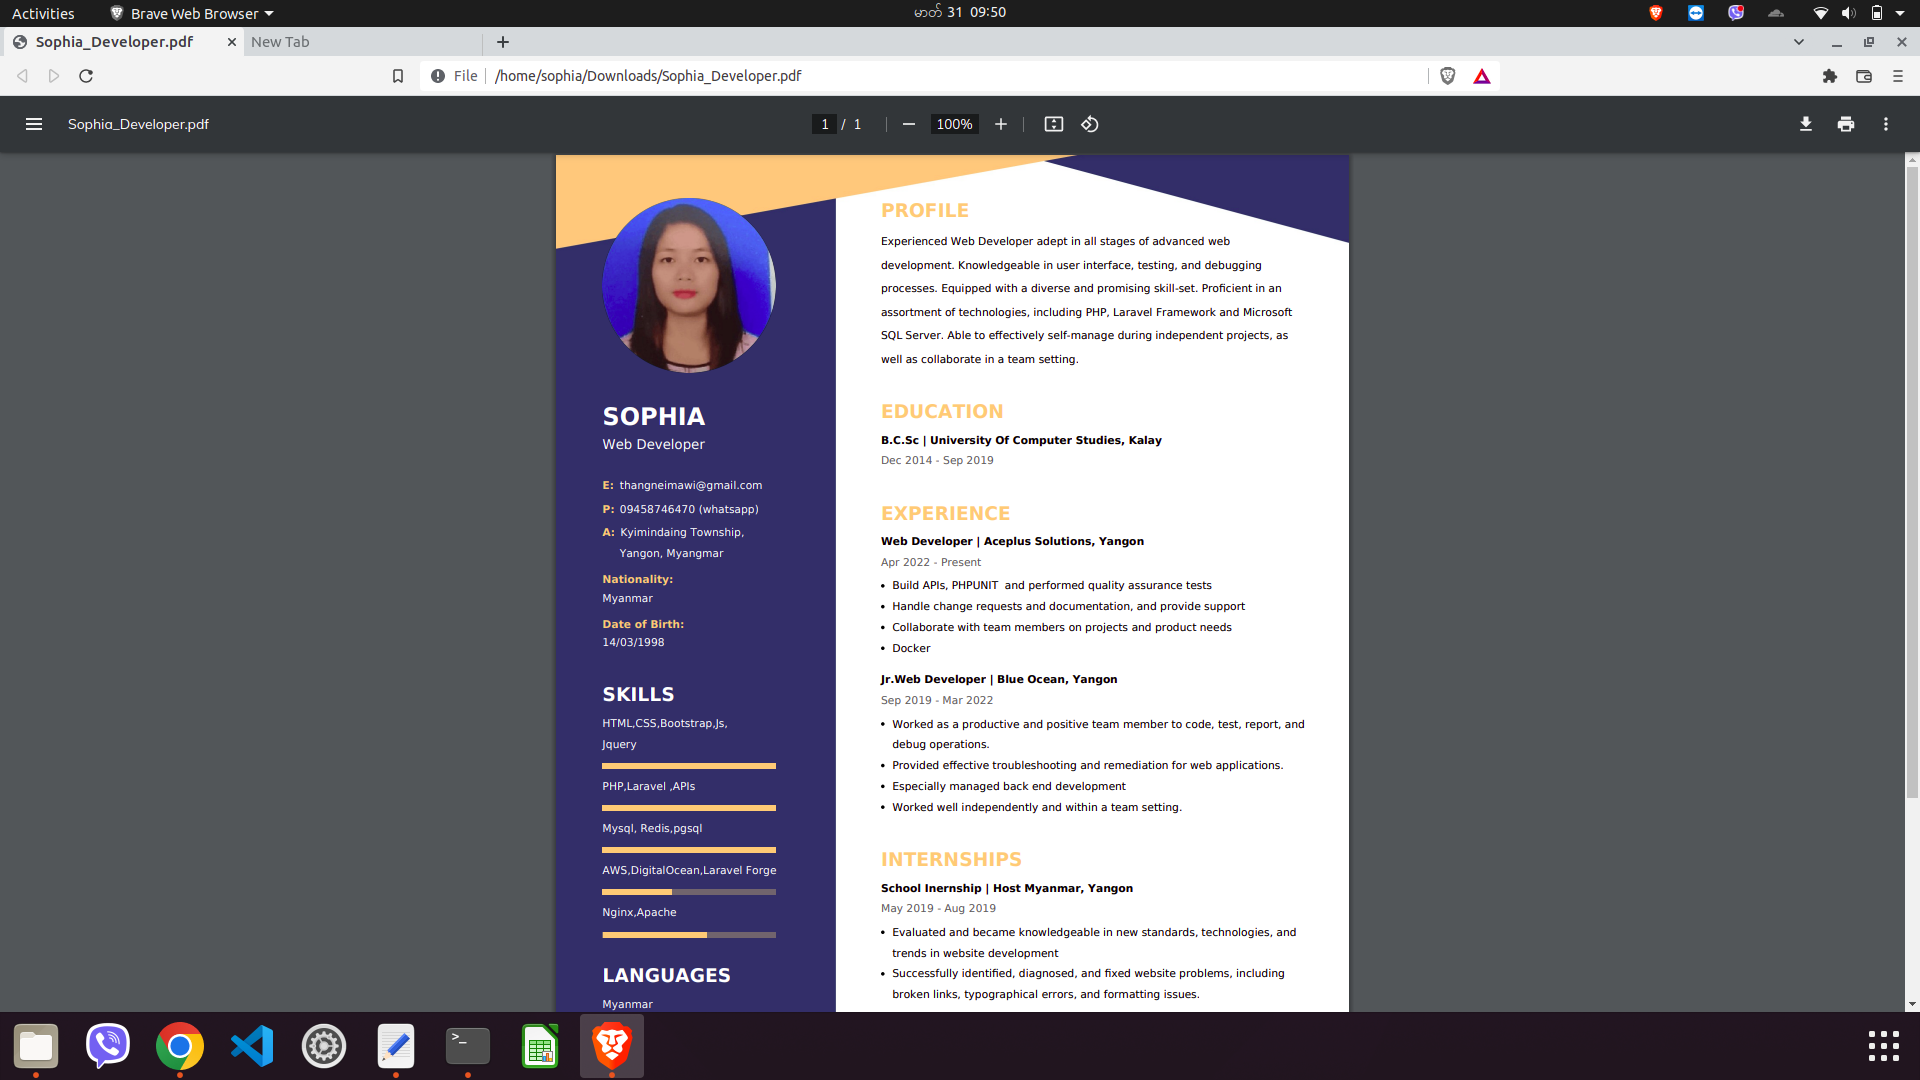 Activities
Brave Web Browser
မာတ် 31 09:50
Sophia_Developer.pdf
New Tab
File
/home/sophia/Downloads/Sophia_Developer.pdf
Sophia_Developer.pdf
1 / 1
100%
SOPHIA
Web Developer
E: thangneimawi@gmail.com
P: 09458746470 (whatsapp)
A: Kyimindaing Township,
Yangon, Myangmar
Nationality:
Myanmar
Date of Birth:
14/03/1998
SKILLS
HTML,CSS,Bootstrap,Js,
Jquery
PHP,Laravel ,APIs
Mysql, Redis,pgsql
AWS,DigitalOcean,Laravel Forge
Nginx,Apache
LANGUAGES
Myanmar
PROFILE
Experienced Web Developer adept in all stages of advanced web
development. Knowledgeable in user interface, testing, and debugging
processes. Equipped with a diverse and promising skill-set. Proficient in an
assortment of technologies, including PHP, Laravel Framework and Microsoft
SQL Server. Able to effectively self-manage during independent projects, as
well as collaborate in a team setting.
EDUCATION
B.C.Sc | University Of Computer Studies, Kalay
Dec 2014 - Sep 2019
EXPERIENCE
Web Developer | Aceplus Solutions, Yangon
Apr 2022 - Present
• Build APIs, PHPUNIT  and performed quality assurance tests
• Handle change requests and documentation, and provide support
• Collaborate with team members on projects and product needs
• Docker
Jr.Web Developer | Blue Ocean, Yangon
Sep 2019 - Mar 2022
• Worked as a productive and positive team member to code, test, report, and
debug operations.
• Provided effective troubleshooting and remediation for web applications.
• Especially managed back end development
• Worked well independently and within a team setting.
INTERNSHIPS
School Inernship | Host Myanmar, Yangon
May 2019 - Aug 2019
• Evaluated and became knowledgeable in new standards, technologies, and
trends in website development
• Successfully identified, diagnosed, and fixed website problems, including
broken links, typographical errors, and formatting issues.